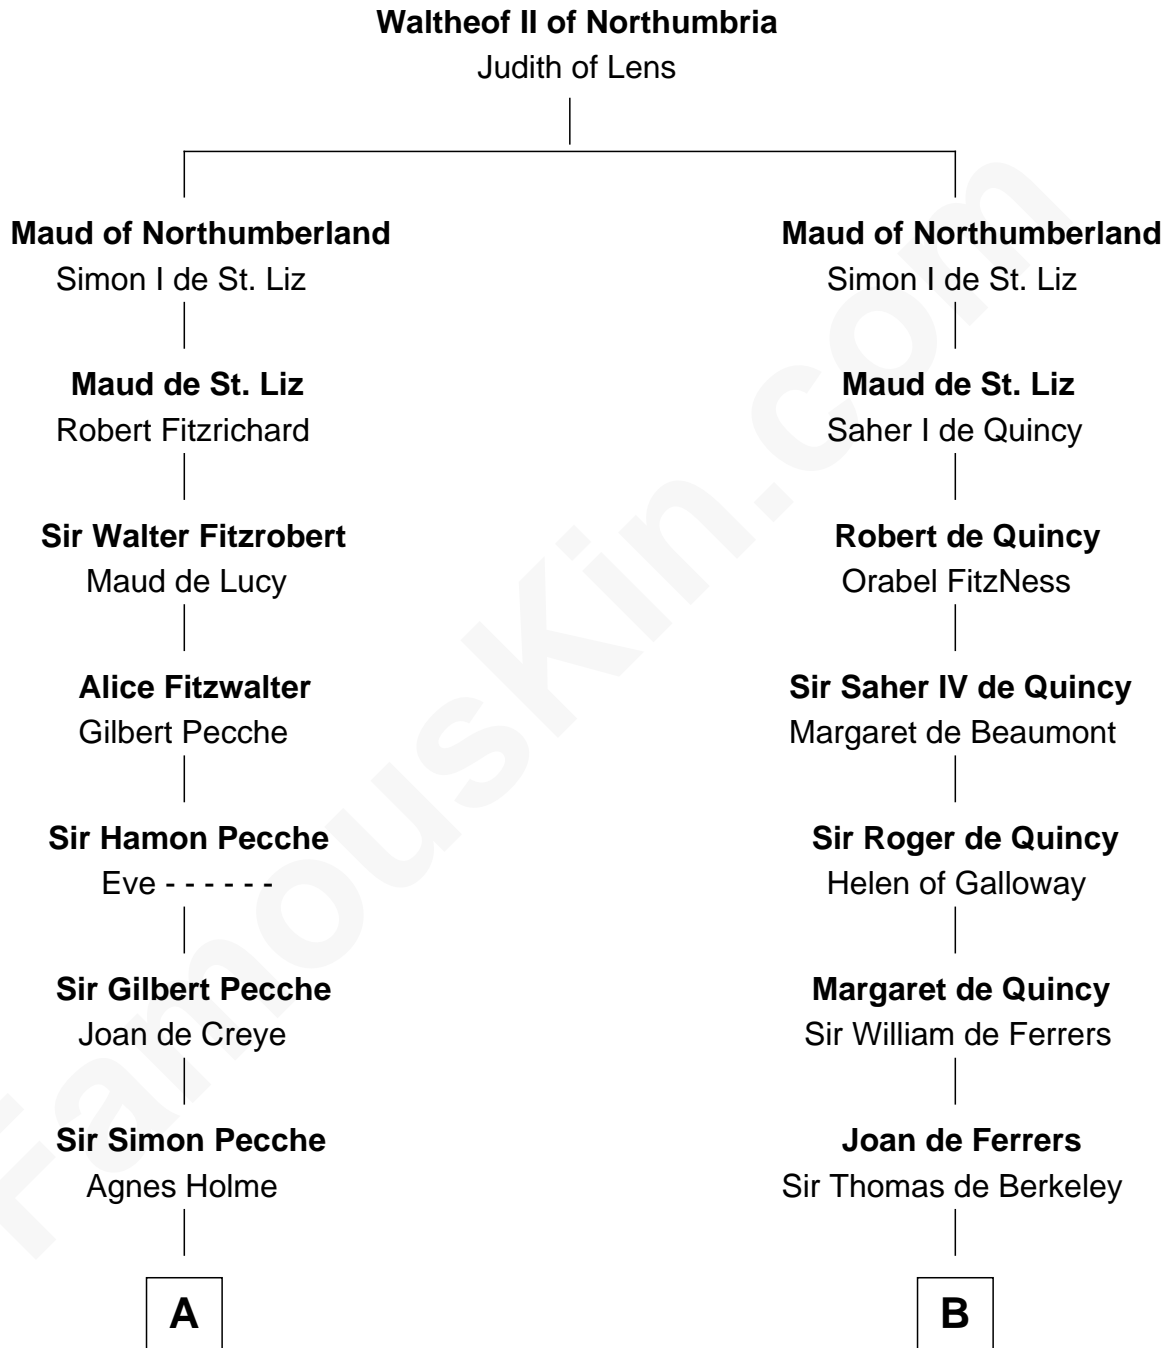 Waltheof II of Northumbria
Judith of Lens
Maud of Northumberland
Simon I de St. Liz
Maud de St. Liz
Robert Fitzrichard
Sir Walter Fitzrobert
Maud de Lucy
Alice Fitzwalter
Gilbert Pecche
Sir Hamon Pecche
Eve - - - - - -
Sir Gilbert Pecche
Joan de Creye
Sir Simon Pecche
Agnes Holme
A
Maud of Northumberland
Simon I de St. Liz
Maud de St. Liz
Saher I de Quincy
Robert de Quincy
Orabel FitzNess
Sir Saher IV de Quincy
Margaret de Beaumont
Sir Roger de Quincy
Helen of Galloway
Margaret de Quincy
Sir William de Ferrers
Joan de Ferrers
Sir Thomas de Berkeley
B
FamousKin.com